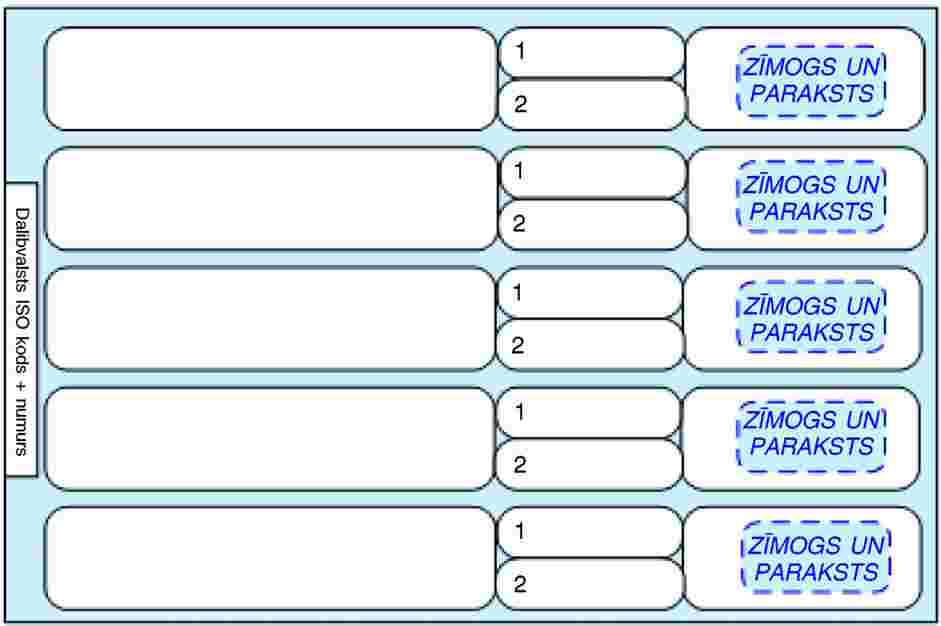 Dalibvalsts ISO kods + numurs
1
2
ZĪMOGS UN
PARAKSTS
1
2
ZĪMOGS UN
PARAKSTS
1
2
ZĪMOGS UN
PARAKSTS
1
2
ZĪMOGS UN
PARAKSTS
1
2
ZĪMOGS UN
PARAKSTS